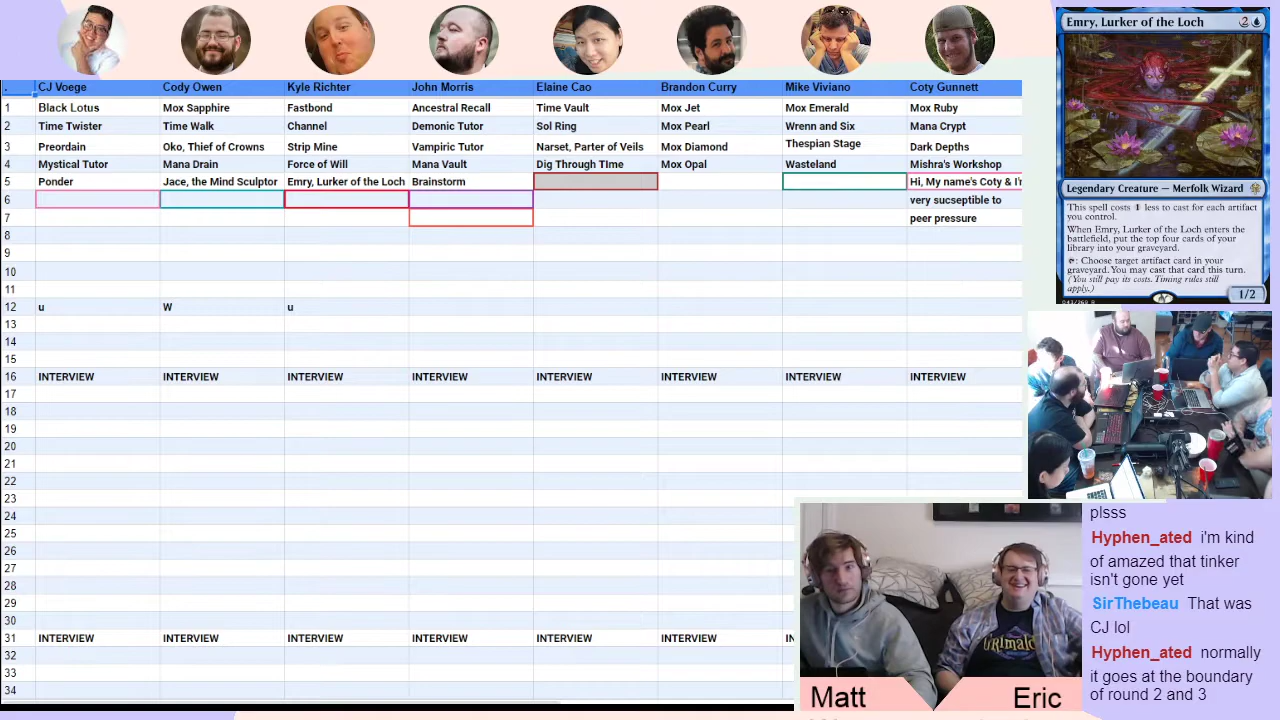 . CJ Voege Cody Owen Kyle Richter John Morris Elaine Cao Brandon Curry Mike Viviano Coty Gunnett
1 Black Lotus Mox Sapphire Fastbond Ancestral Recall Time Vault Mox Jet Mox Emerald Mox Ruby
2 Time Twister Time Walk Channel Demonic Tutor Sol Ring Mox Pearl Wrenn and Six Mana Crypt
3 Preordain Oko, Thief of Crowns Strip Mine Vampiric Tutor Narset, Parter of Veils Mox Diamond Thespian Stage Dark Depths
4 Mystical Tutor Mana Drain Force of Will Mana Vault Dig Through TIme Mox Opal Wasteland Mishra's Workshop
5 Ponder Jace, the Mind Sculptor Emry, Lurker of the Loch Brainstorm Hi, My name's Coty & I'r
6 very sucseptible to
7 peer pressure
8
9
10
11
12 u W u
13
14
15
16 INTERVIEW INTERVIEW INTERVIEW INTERVIEW INTERVIEW INTERVIEW INTERVIEW INTERVIEW
17
18
19
20
21
22
23
24
25
26
27
28
29
30
31 INTERVIEW INTERVIEW INTERVIEW INTERVIEW INTERVIEW INTERVIEW IN
32
33
34
Emry, Lurker of the Loch 2
Legendary Creature — Merfolk Wizard
This spell costs 1 less to cast for each artifact
you control.
When Emry, Lurker of the Loch enters the
battlefield, put the top four cards of your
library into your graveyard.
: Choose target artifact card in your
graveyard. You may cast that card this turn.
(You still pay its costs. Timing rules still
apply.)
1/2
plsss
Hyphen_ated i'm kind
of amazed that tinker
isn't gone yet
SirThebeau That was
CJ lol
Hyphen_ated normally
it goes at the boundary
of round 2 and 3
Matt Eric